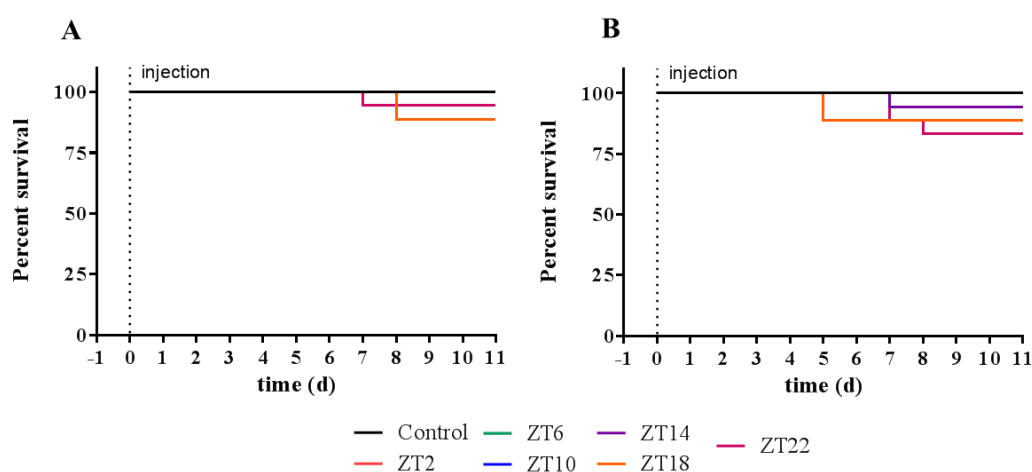 A
injection
Percent survival
100
75
50
25
0
-1 0 1 2 3 4 5 6 7 8 9 10 11
time (d)
B
injection
Percent survival
100
75
50
25
0
-1 0 1 2 3 4 5 6 7 8 9 10 11
time (d)
Control ZT6 ZT14 ZT22
ZT2 ZT10 ZT18